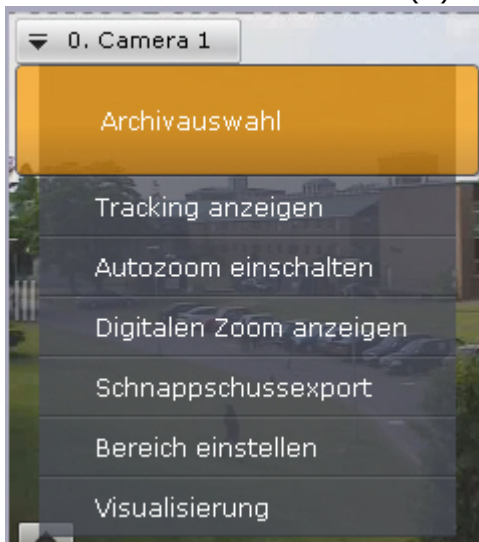 0. Camera 1
Archivauswahl
Tracking anzeigen
Autozoom einschalten
Digitalen Zoom anzeigen
Schnappschussexport
Bereich einstellen
Visualisierung